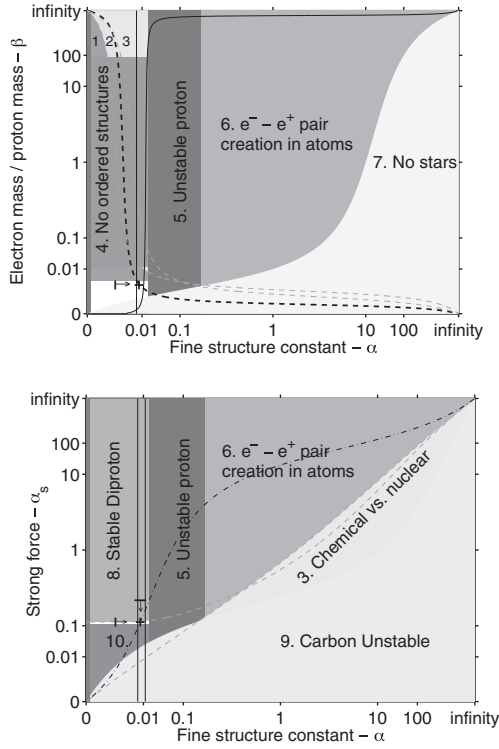 infinity
100
10
1
0.1
0.01
0
Electron mass / proton mass – β
1 2 3
4. No ordered structures
5. Unstable proton
6. e⁻ – e⁺ pair
creation in atoms
7. No stars
0 0.01 0.1 1 10 100 infinity
Fine structure constant – α
infinity
100
10
1
0.1
0.01
0
Strong force – αₛ
8. Stable Diproton
5. Unstable proton
6. e⁻ – e⁺ pair
creation in atoms
3. Chemical vs. nuclear
10.
9. Carbon Unstable
0 0.01 0.1 1 10 100 infinity
Fine structure constant – α